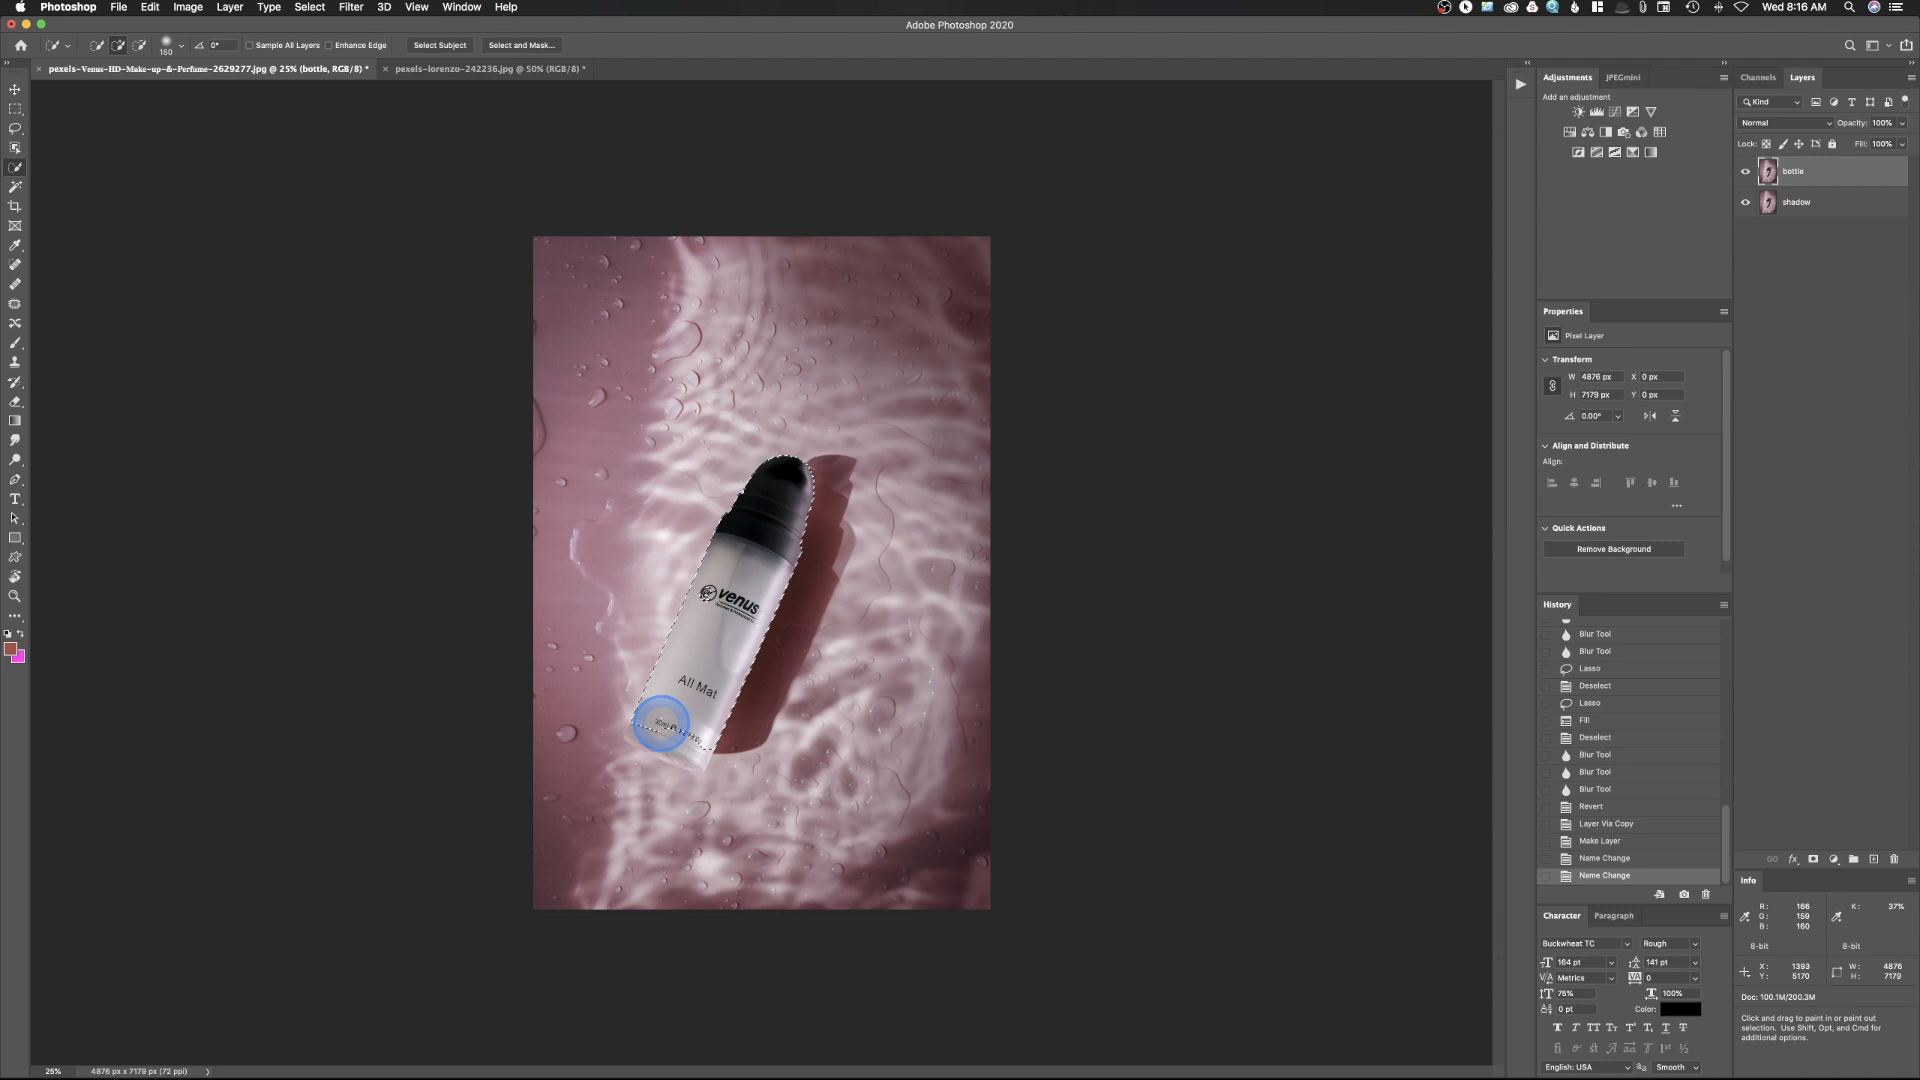 Photoshop File Edit Image Layer Type Select Filter 3D View Window Help
Wed 8:16 AM
Adobe Photoshop 2020
150
0°
Sample All Layers
Enhance Edge
Select Subject
Select and Mask...
pexels-Venus-HD-Make-up-&-Perfume-2629277.jpg @ 25% (bottle, RGB/8) *
pexels-lorenzo-242236.jpg @ 50% (RGB/8) *
venus
All Mat
Adjustments JPEGmini
Add an adjustment
Properties
Pixel Layer
Transform
W 4876 px X 0 px
H 7179 px Y 0 px
0.00°
Align and Distribute
Align:
Quick Actions
Remove Background
History
Blur Tool
Blur Tool
Lasso
Deselect
Lasso
Fill
Deselect
Blur Tool
Blur Tool
Blur Tool
Revert
Layer Via Copy
Make Layer
Name Change
Name Change
Character Paragraph
Buckwheat TC Rough
164 pt 141 pt
Metrics 0
75% 100%
0 pt Color:
English: USA Smooth
Channels Layers
Kind
Normal Opacity: 100%
Lock: Fill: 100%
bottle
shadow
Info
R: 166 K: 37%
G: 159
B: 160
8-bit 8-bit
X: 1393 W: 4876
Y: 5170 H: 7179
Doc: 100.1M/200.3M
Click and drag to paint in or paint out
selection. Use Shift, Opt, and Cmd for
additional options.
25% 4876 px x 7179 px (72 ppi)